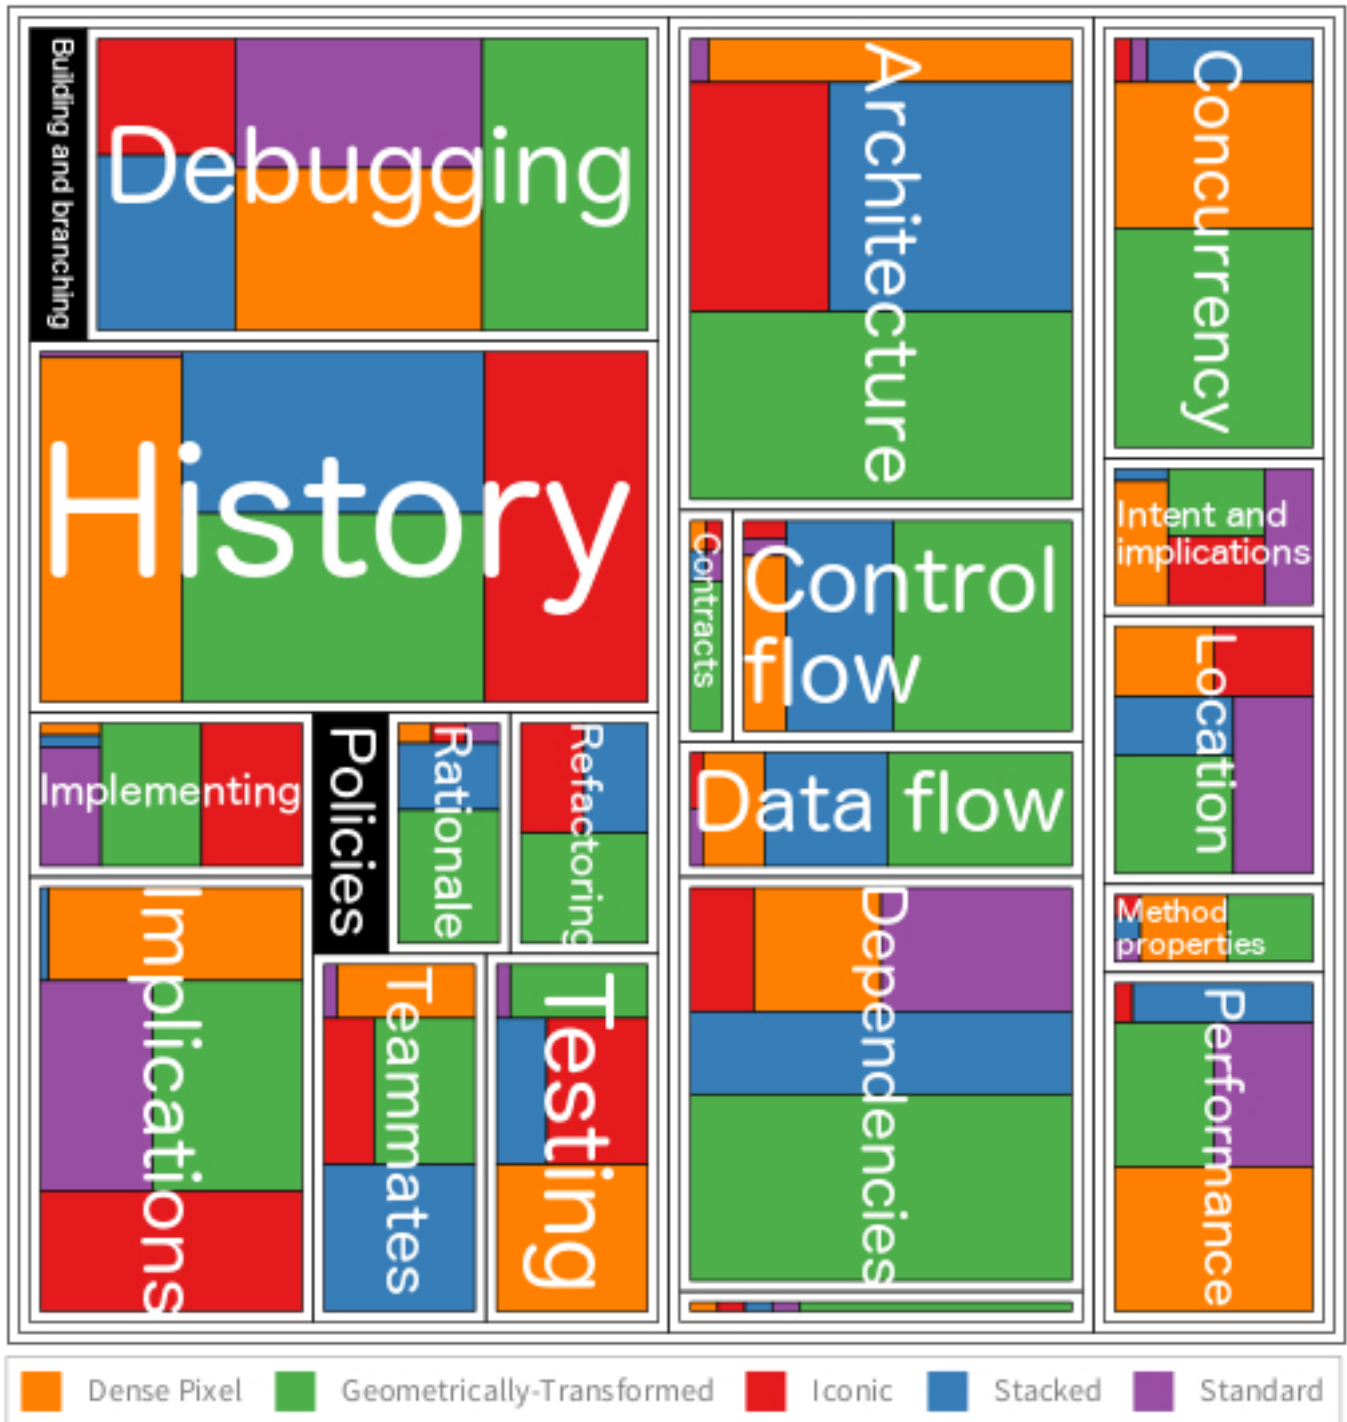 Building and branching
Debugging
History
Implementing
Policies
Rationale
Refactoring
Implications
Teammates
Testing
Architecture
Contracts
Control
flow
Data flow
Dependencies
Concurrency
Intent and
implications
Location
Method
properties
Performance
Dense Pixel
Geometrically-Transformed
Iconic
Stacked
Standard